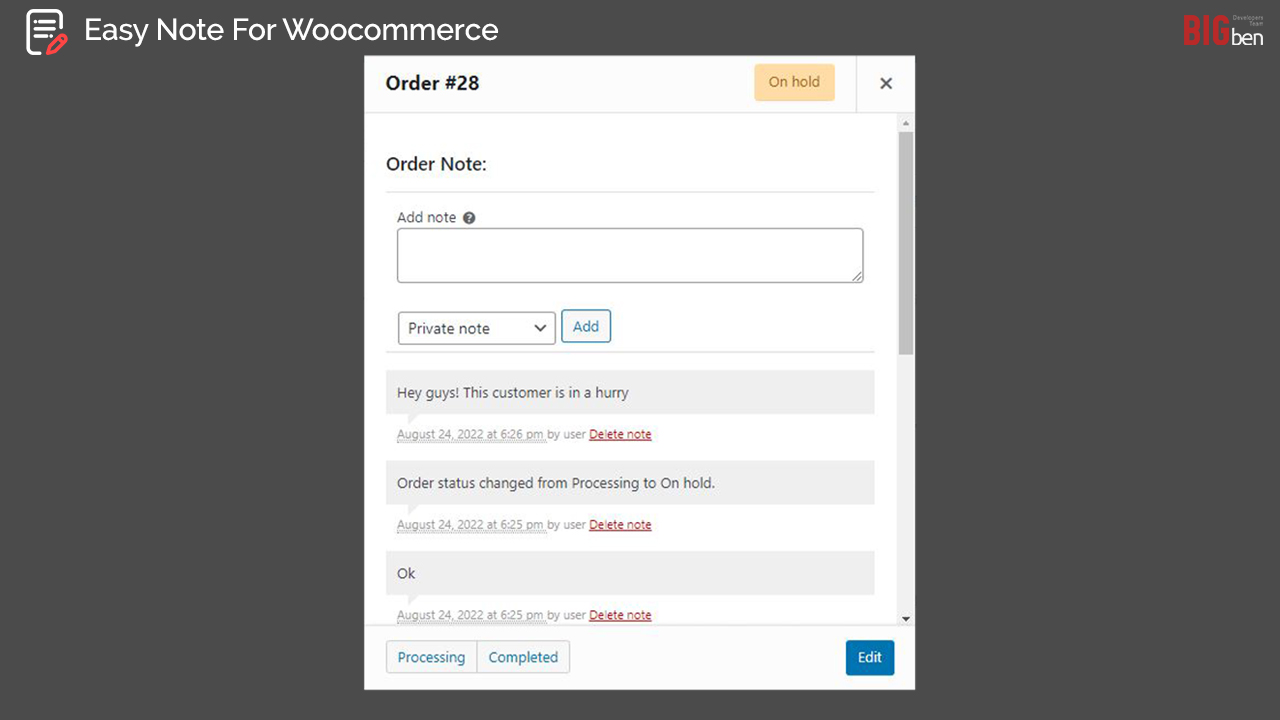 Easy Note For Woocommerce
BIG Developers Team
ben
Order #28
On hold
Order Note:
Add note
Private note
Add
Hey guys! This customer is in a hurry
August 24, 2022 at 6:26 pm by user Delete note
Order status changed from Processing to On hold.
August 24, 2022 at 6:25 pm by user Delete note
Ok
August 24, 2022 at 6:25 pm by user Delete note
Processing
Completed
Edit